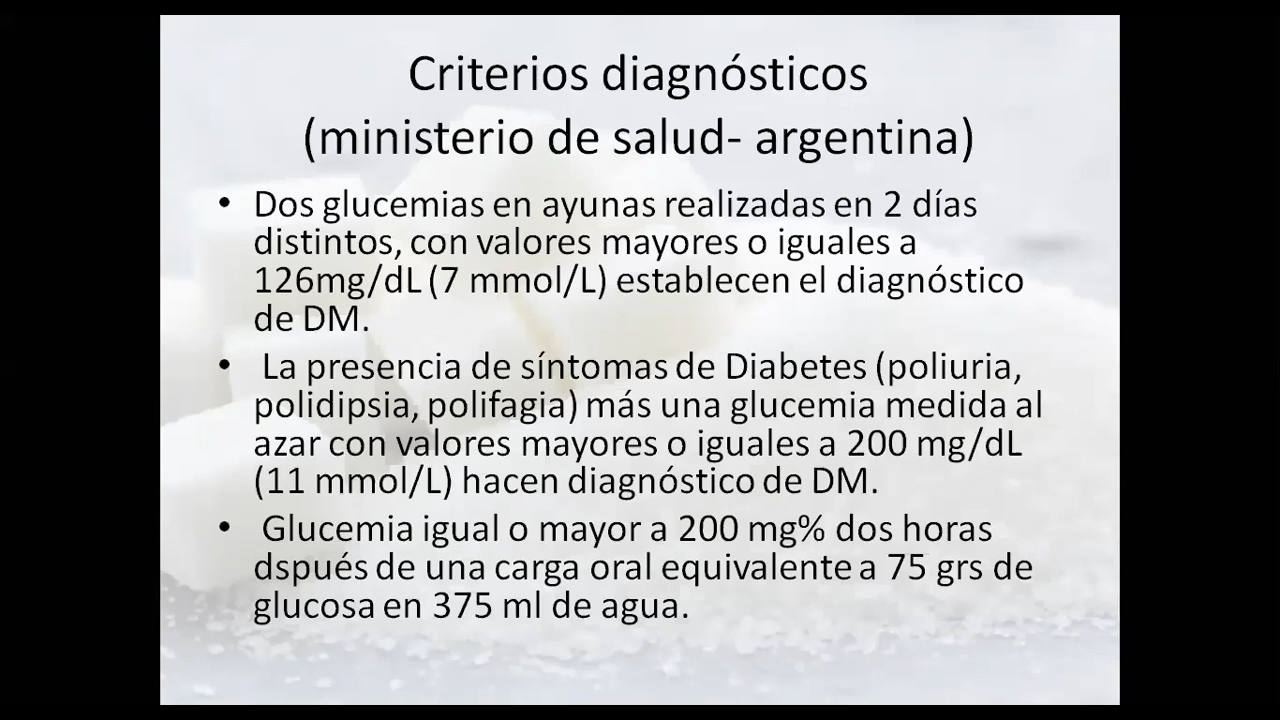 Criterios diagnósticos
(ministerio de salud- argentina)
• Dos glucemias en ayunas realizadas en 2 días
distintos, con valores mayores o iguales a
126mg/dL (7 mmol/L) establecen el diagnóstico
de DM.
• La presencia de síntomas de Diabetes (poliuria,
polidipsia, polifagia) más una glucemia medida al
azar con valores mayores o iguales a 200 mg/dL
(11 mmol/L) hacen diagnóstico de DM.
• Glucemia igual o mayor a 200 mg% dos horas
dspués de una carga oral equivalente a 75 grs de
glucosa en 375 ml de agua.